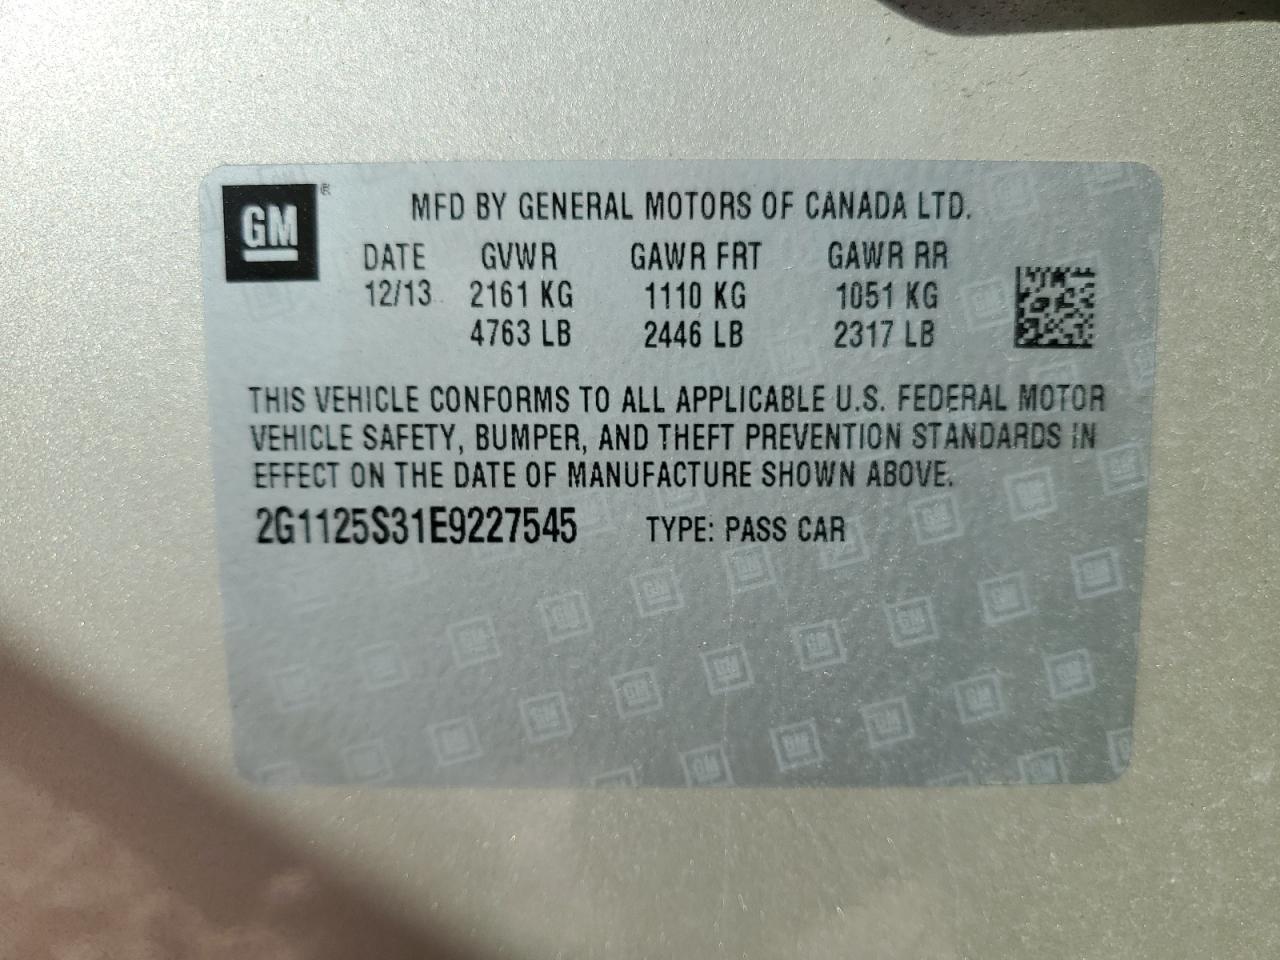 GM ®
MFD BY GENERAL MOTORS OF CANADA LTD.
DATE GVWR GAWR FRT GAWR RR
12/13 2161 KG 1110 KG 1051 KG
4763 LB 2446 LB 2317 LB
THIS VEHICLE CONFORMS TO ALL APPLICABLE U.S. FEDERAL MOTOR
VEHICLE SAFETY, BUMPER, AND THEFT PREVENTION STANDARDS IN
EFFECT ON THE DATE OF MANUFACTURE SHOWN ABOVE.
2G1125S31E9227545 TYPE: PASS CAR